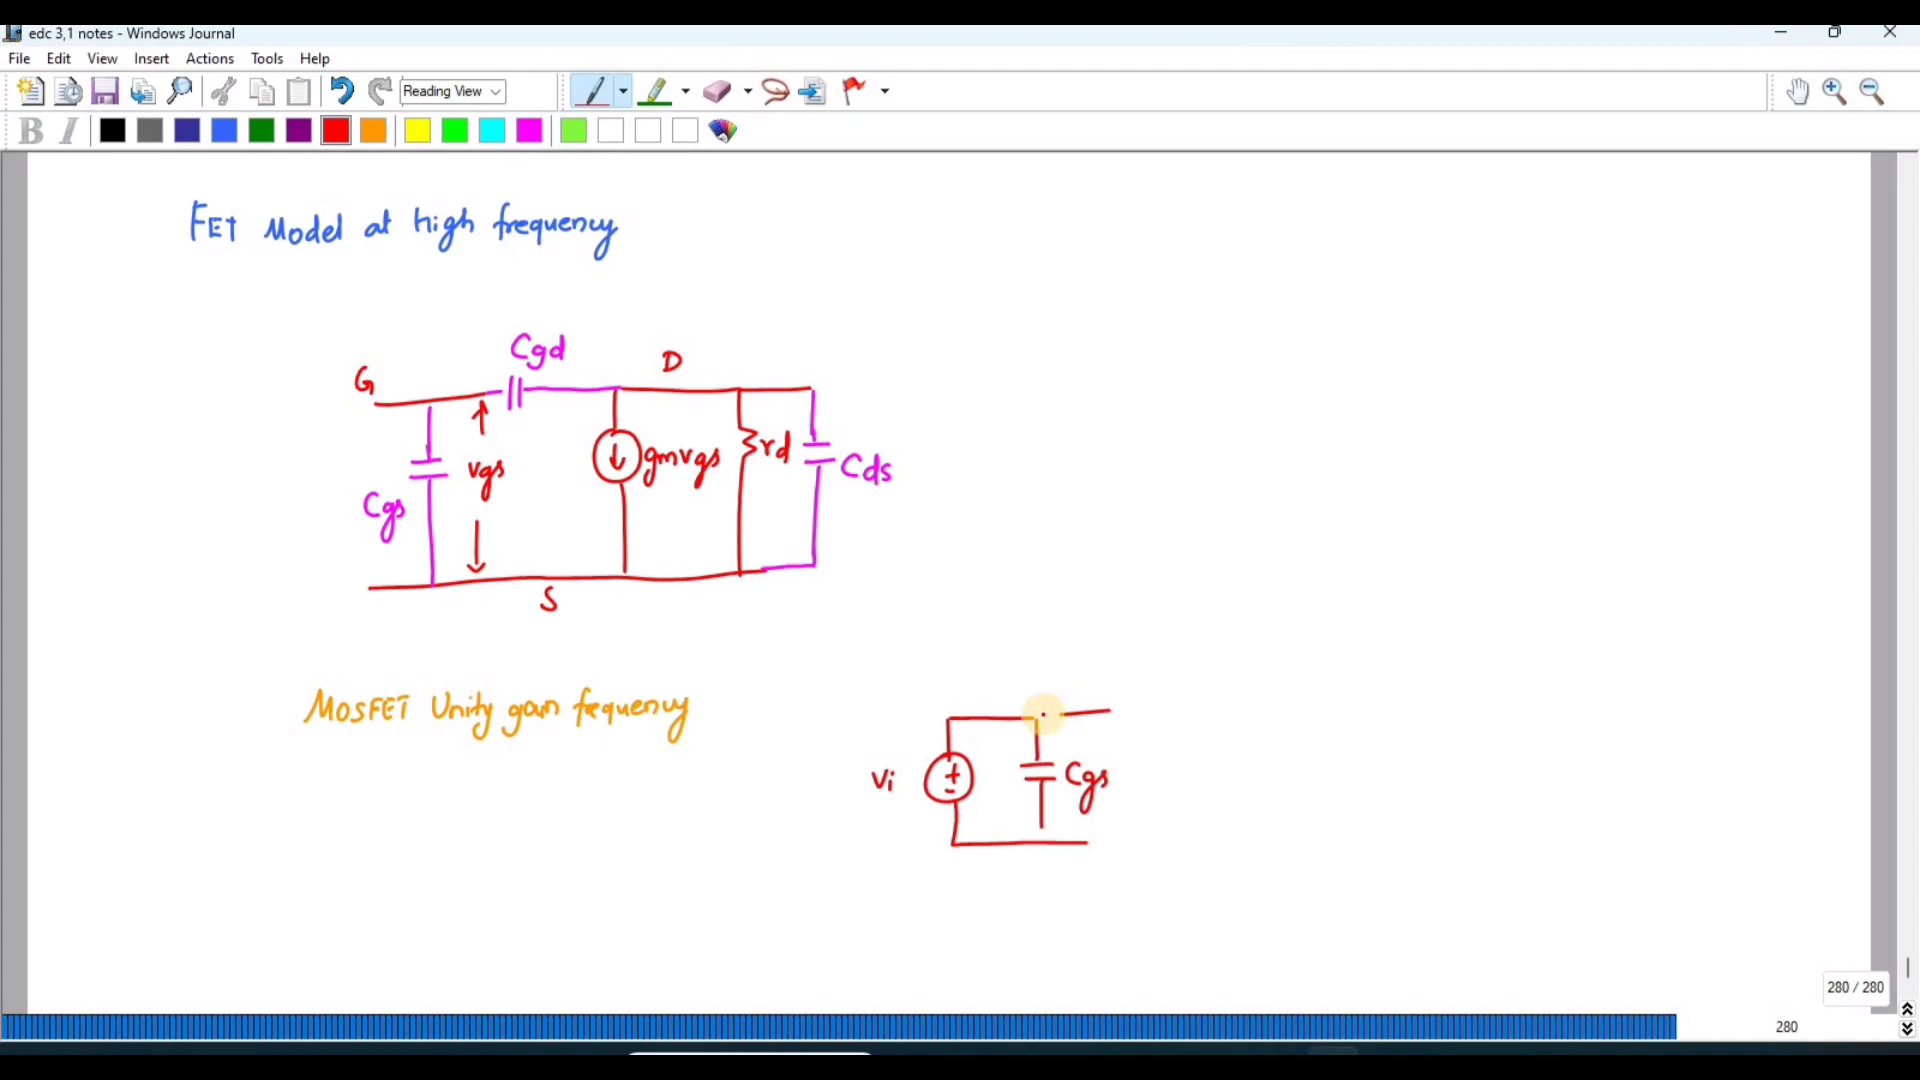 edc 3,1 notes - Windows Journal
File Edit View Insert Actions Tools Help
Reading View
B I
FET Model at high frequency
Cgd
D
G
vgs
gmvgs
rd
Cds
Cgs
S
MOSFET Unity gain frequency
Vi
+
-
Cgs
280 / 280
280